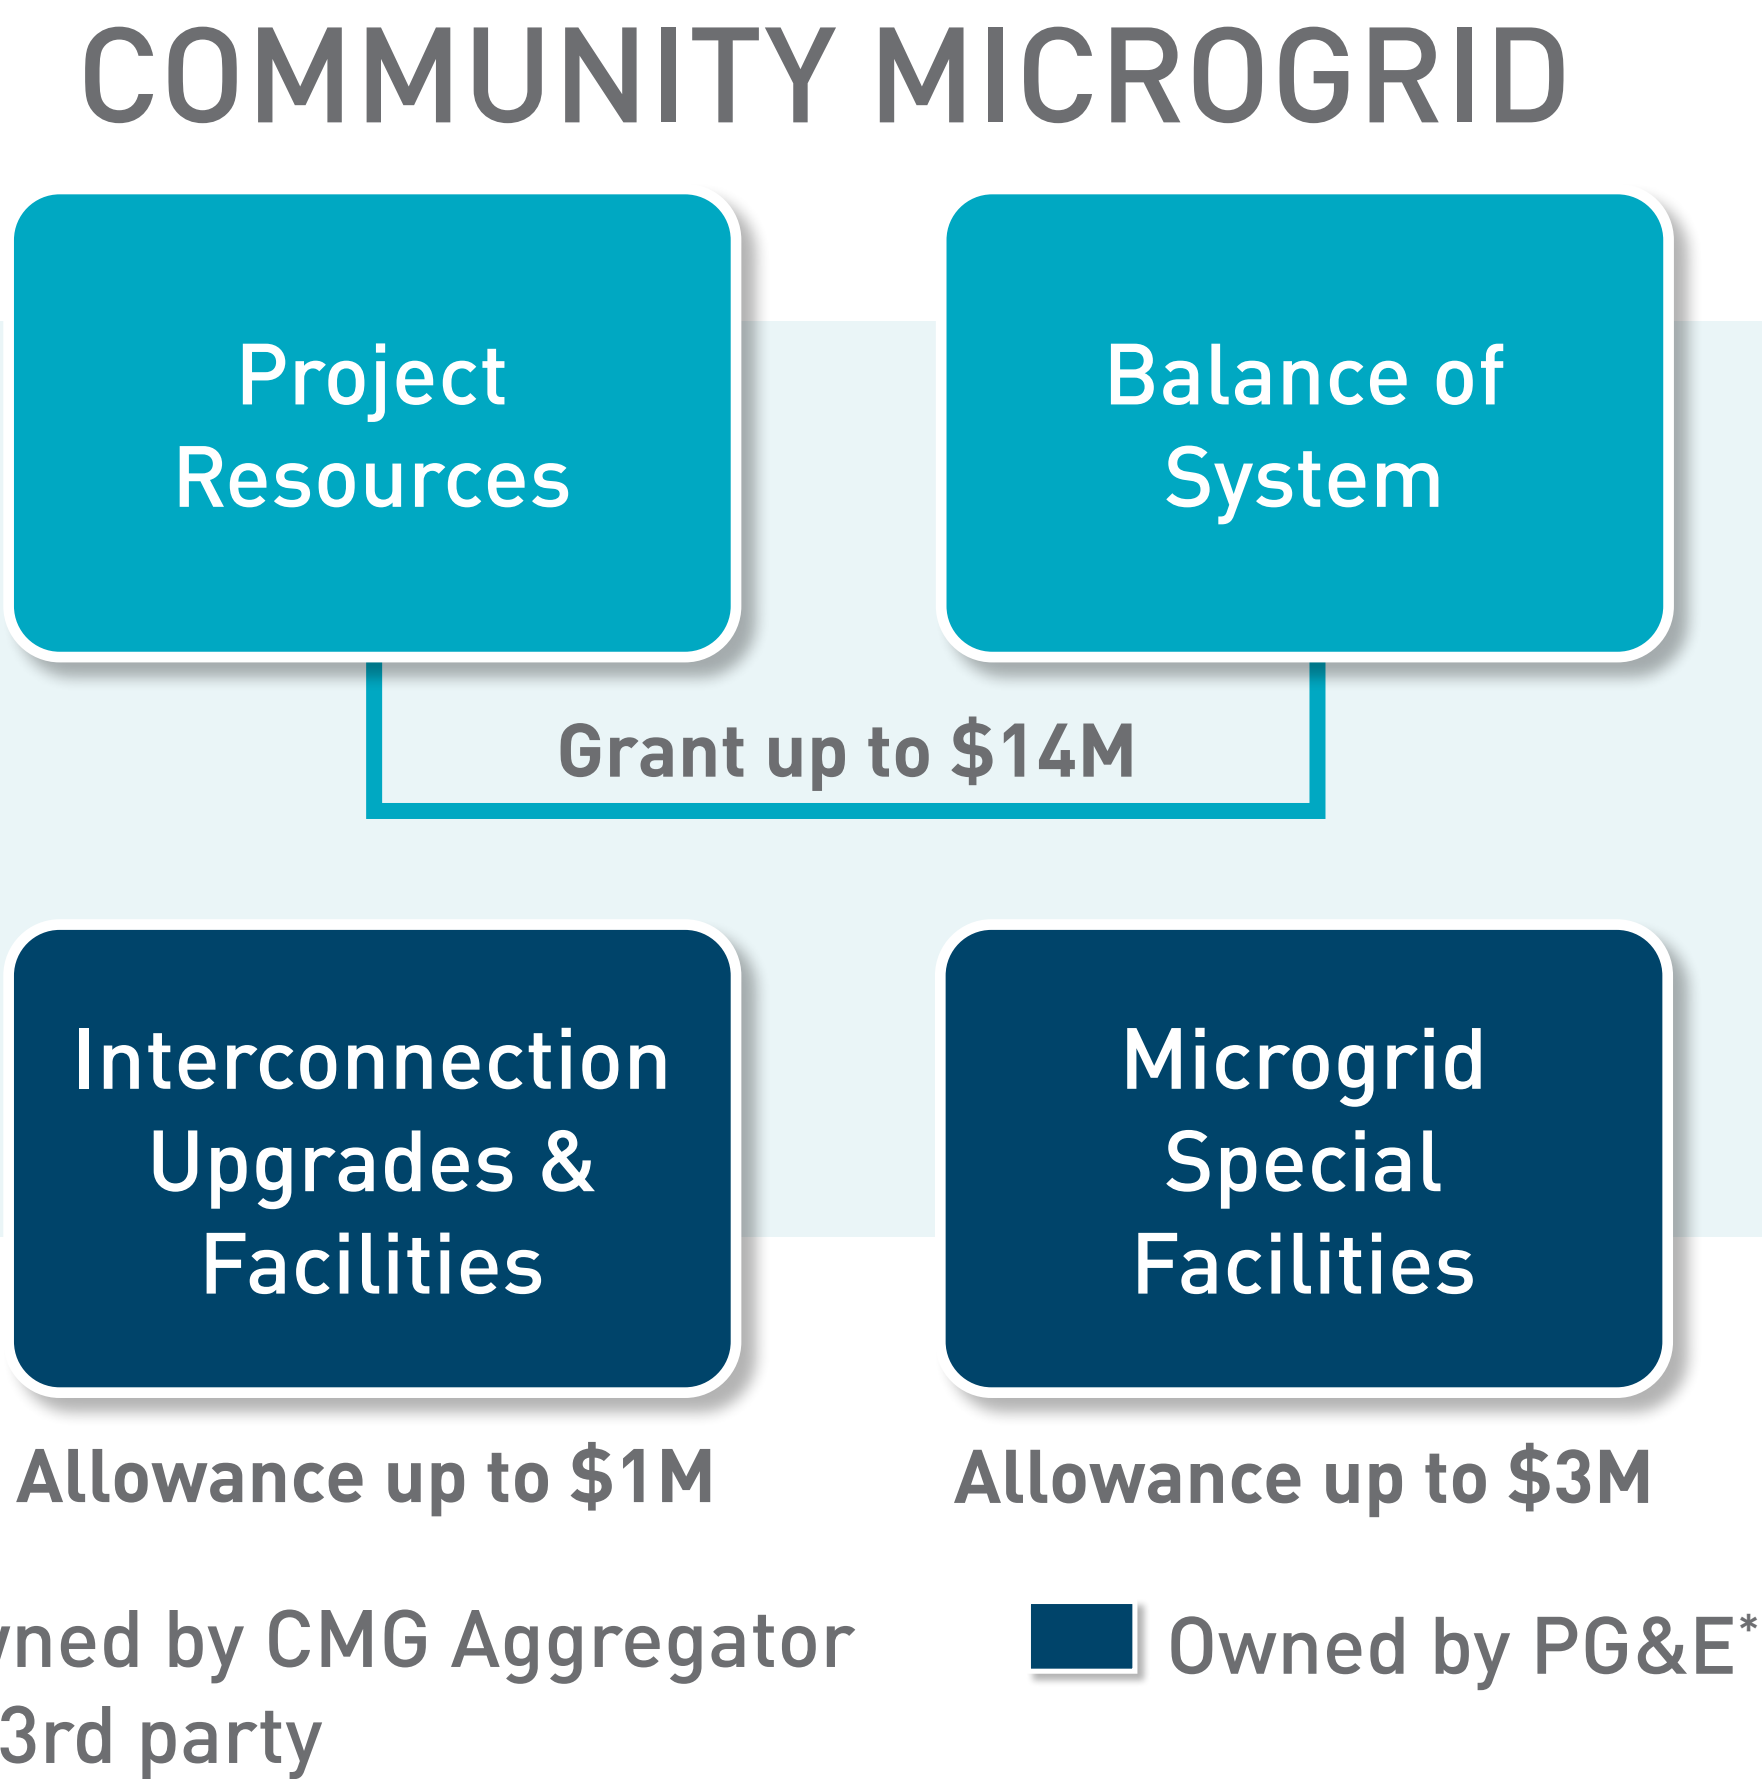 COMMUNITY MICROGRID
Project
Resources
Balance of
System
Grant up to $14M
Interconnection
Upgrades &
Facilities
Microgrid
Special
Facilities
Allowance up to $1M
Allowance up to $3M
by CMG Aggregator
3rd party
Owned by PG&E*